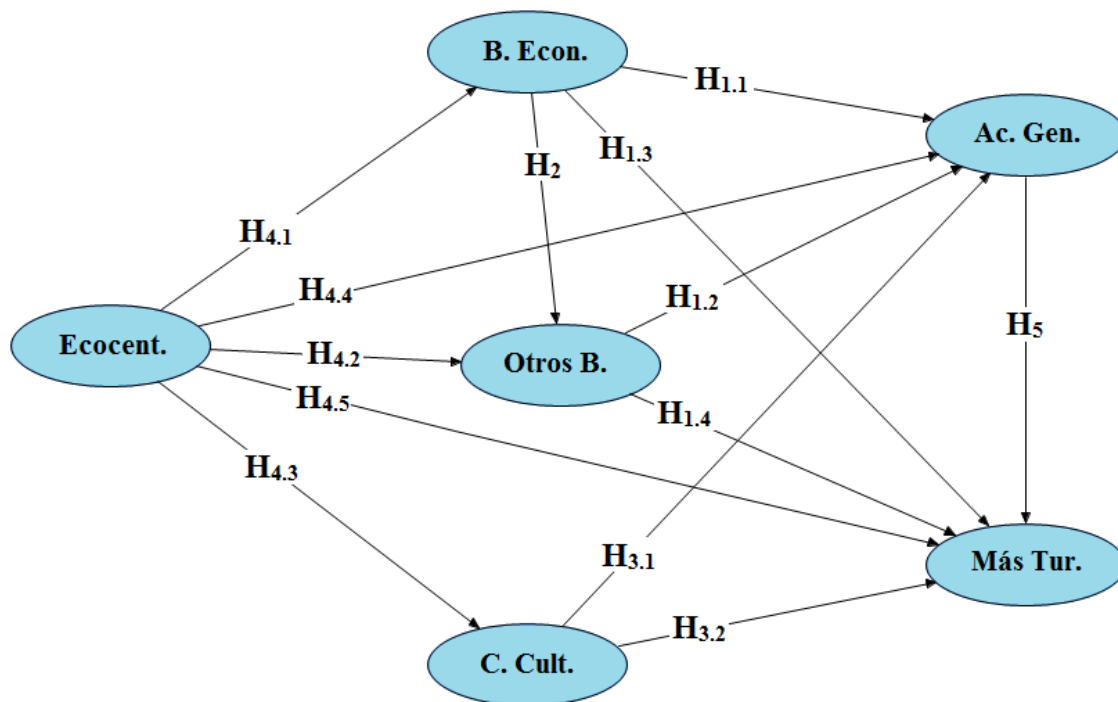 B. Econ.
H1.1
Ac. Gen.
H2
H1.3
H4.1
H4.4
H1.2
Ecocent.
H4.2
Otros B.
H5
H4.5
H1.4
H4.3
H3.1
Más Tur.
H3.2
C. Cult.